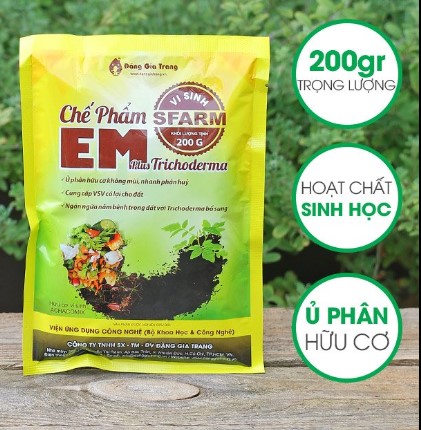 Đặng Gia Trang
Chế Phẩm
VI SINH
SFARM
KHỐI LƯỢNG TỊNH
200 G
EM
Plus Trichoderma
✓ Ủ phân hữu cơ không mùi, nhanh phân huỷ
✓ Cung cấp VSV có lợi cho đất
✓ Ngăn ngừa nấm bệnh trong đất với Trichoderma bổ sung
VIỆN ỨNG DỤNG CÔNG NGHỆ (Bộ Khoa Học & Công Nghệ)
CÔNG TY TNHH SX - TM - DV ĐẶNG GIA TRANG
200gr
TRỌNG LƯỢNG
HOẠT CHẤT
SINH HỌC
Ủ PHÂN
HỮU CƠ